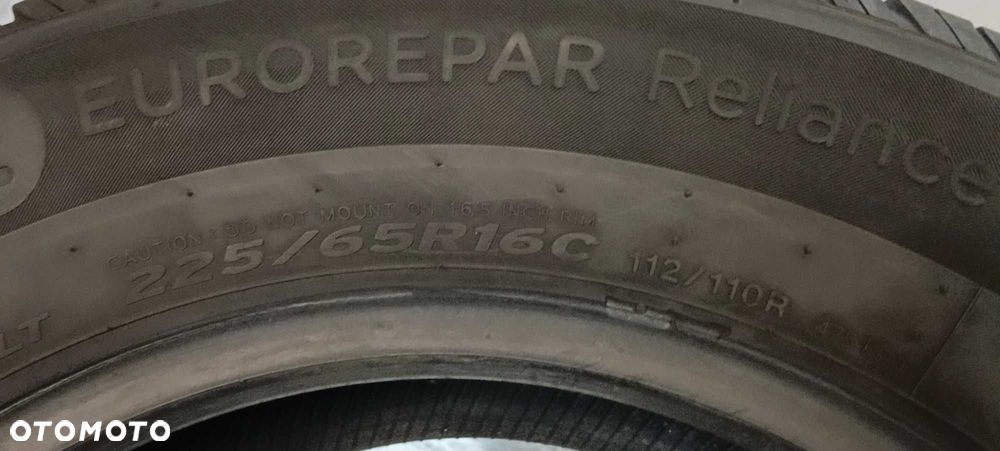 EUROREPAR Reliance
CAUTION : DO NOT MOUNT ON 16.5 INCH RIM
225/65R16C 112/110R
LT
OTOMOTO